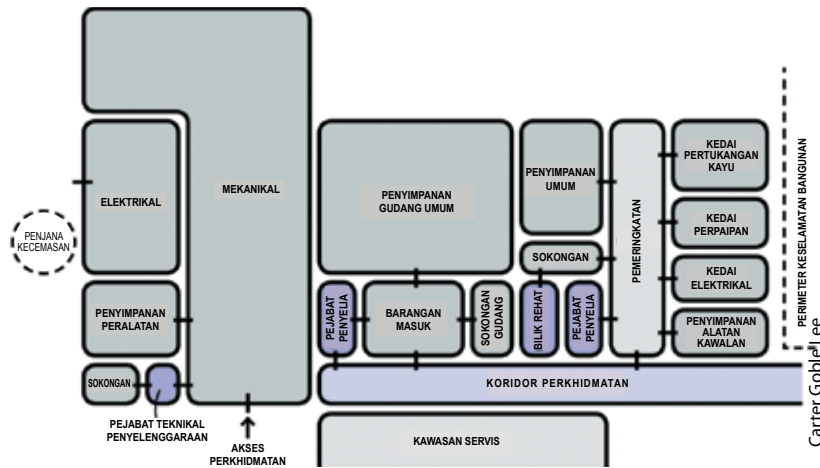 ELEKTRIKAL
MEKANIKAL
PENJANA
KECEMASAN
PENYIMPANAN
PERALATAN
SOKONGAN
PEJABAT TEKNIKAL
PENYELENGGARAAN
AKSES
PERKHIDMATAN
PENYIMPANAN
GUDANG UMUM
PENYIMPANAN
UMUM
SOKONGAN
PEJABAT
PENYELIA
BARANGAN
MASUK
SOKONGAN
GUDANG
BILIK REHAT
PEJABAT
PENYELIA
PEMERINGKATAN
KEDAI
PERTUKANGAN
KAYU
KEDAI
PERPAIPAN
KEDAI
ELEKTRIKAL
PENYIMPANAN
ALATAN
KAWALAN
KORIDOR PERKHIDMATAN
KAWASAN SERVIS
PERIMETER KESELAMATAN BANGUNAN
Carter Goble Lee